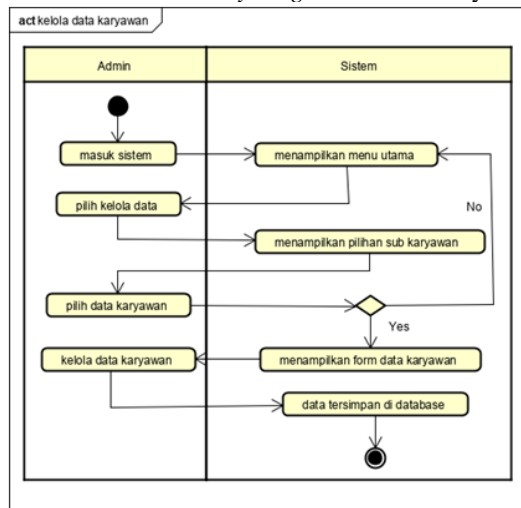 act kelola data karyawan
Admin
Sistem
masuk sistem
menampilkan menu utama
pilih kelola data
No
menampilkan pilihan sub karyawan
pilih data karyawan
Yes
kelola data karyawan
menampilkan form data karyawan
data tersimpan di database